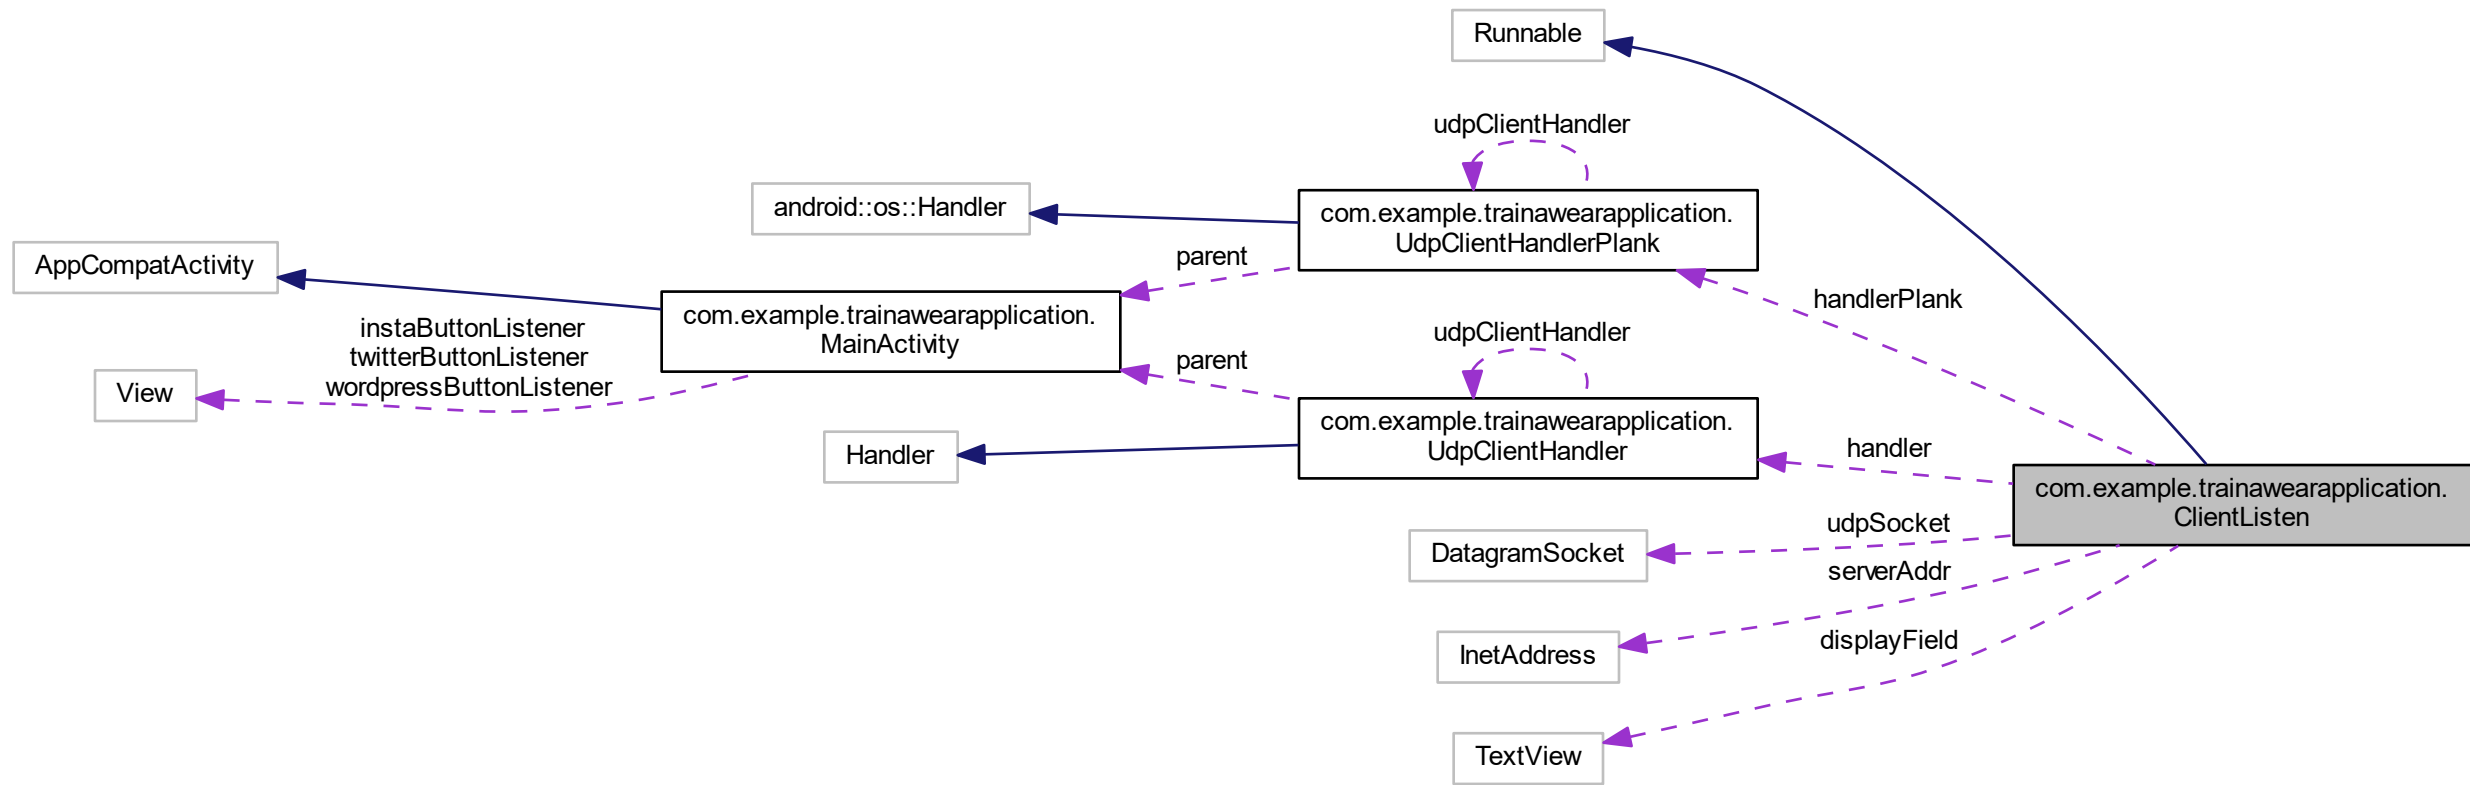 Runnable
udpClientHandler
android::os::Handler
com.example.trainawearapplication.
UdpClientHandlerPlank
AppCompatActivity
parent
handlerPlank
com.example.trainawearapplication.
MainActivity
instaButtonListener
twitterButtonListener
wordpressButtonListener
udpClientHandler
parent
View
com.example.trainawearapplication.
UdpClientHandler
Handler
handler
com.example.trainawearapplication.
ClientListen
udpSocket
DatagramSocket
serverAddr
InetAddress
displayField
TextView